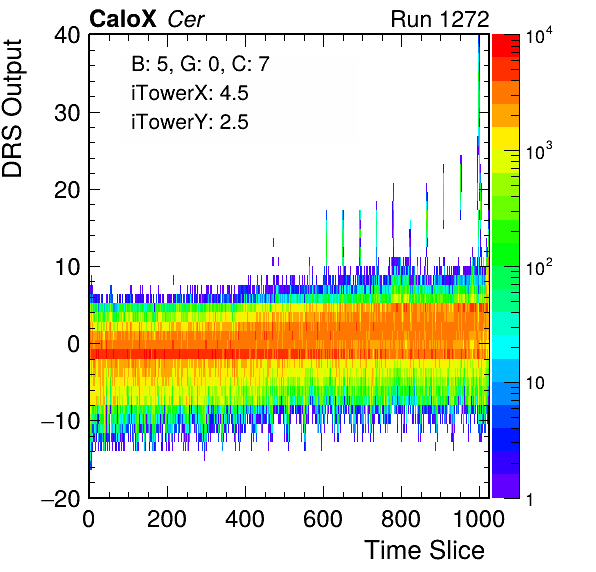 CaloX Cer Run 1272
DRS Output
B: 5, G: 0, C: 7
iTowerX: 4.5
iTowerY: 2.5
40
30
20
10
0
−10
−20
0 200 400 600 800 1000
Time Slice
10⁴
10³
10²
10
1